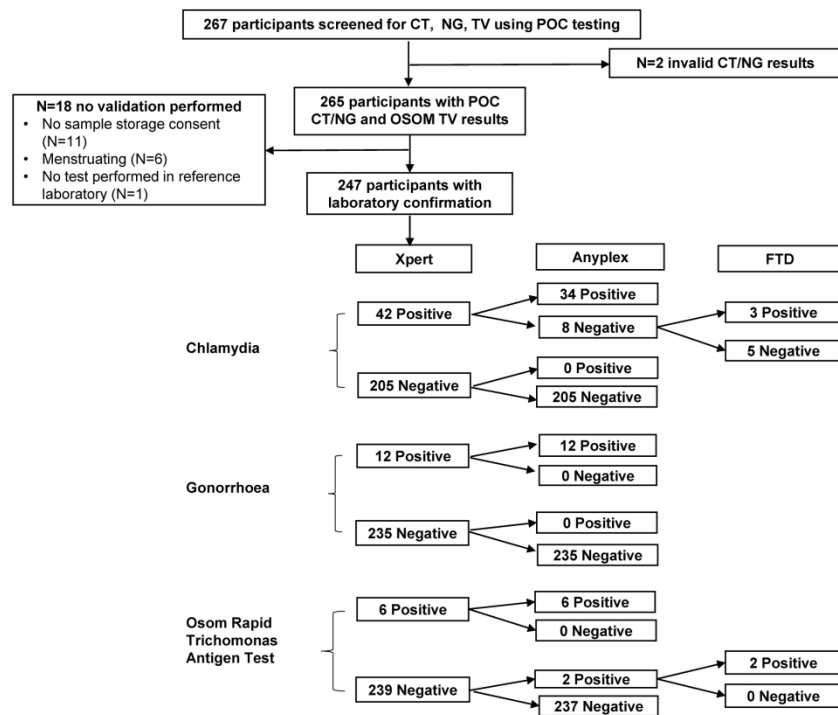 267 participants screened for CT, NG, TV using POC testing
N=2 invalid CT/NG results
N=18 no validation performed
• No sample storage consent
(N=11)
• Menstruating (N=6)
• No test performed in reference
laboratory (N=1)
265 participants with POC
CT/NG and OSOM TV results
247 participants with
laboratory confirmation
Xpert
Anyplex
FTD
Chlamydia
42 Positive
34 Positive
8 Negative
3 Positive
5 Negative
205 Negative
0 Positive
205 Negative
Gonorrhoea
12 Positive
12 Positive
0 Negative
235 Negative
0 Positive
235 Negative
Osom Rapid
Trichomonas
Antigen Test
6 Positive
6 Positive
0 Negative
239 Negative
2 Positive
237 Negative
2 Positive
0 Negative